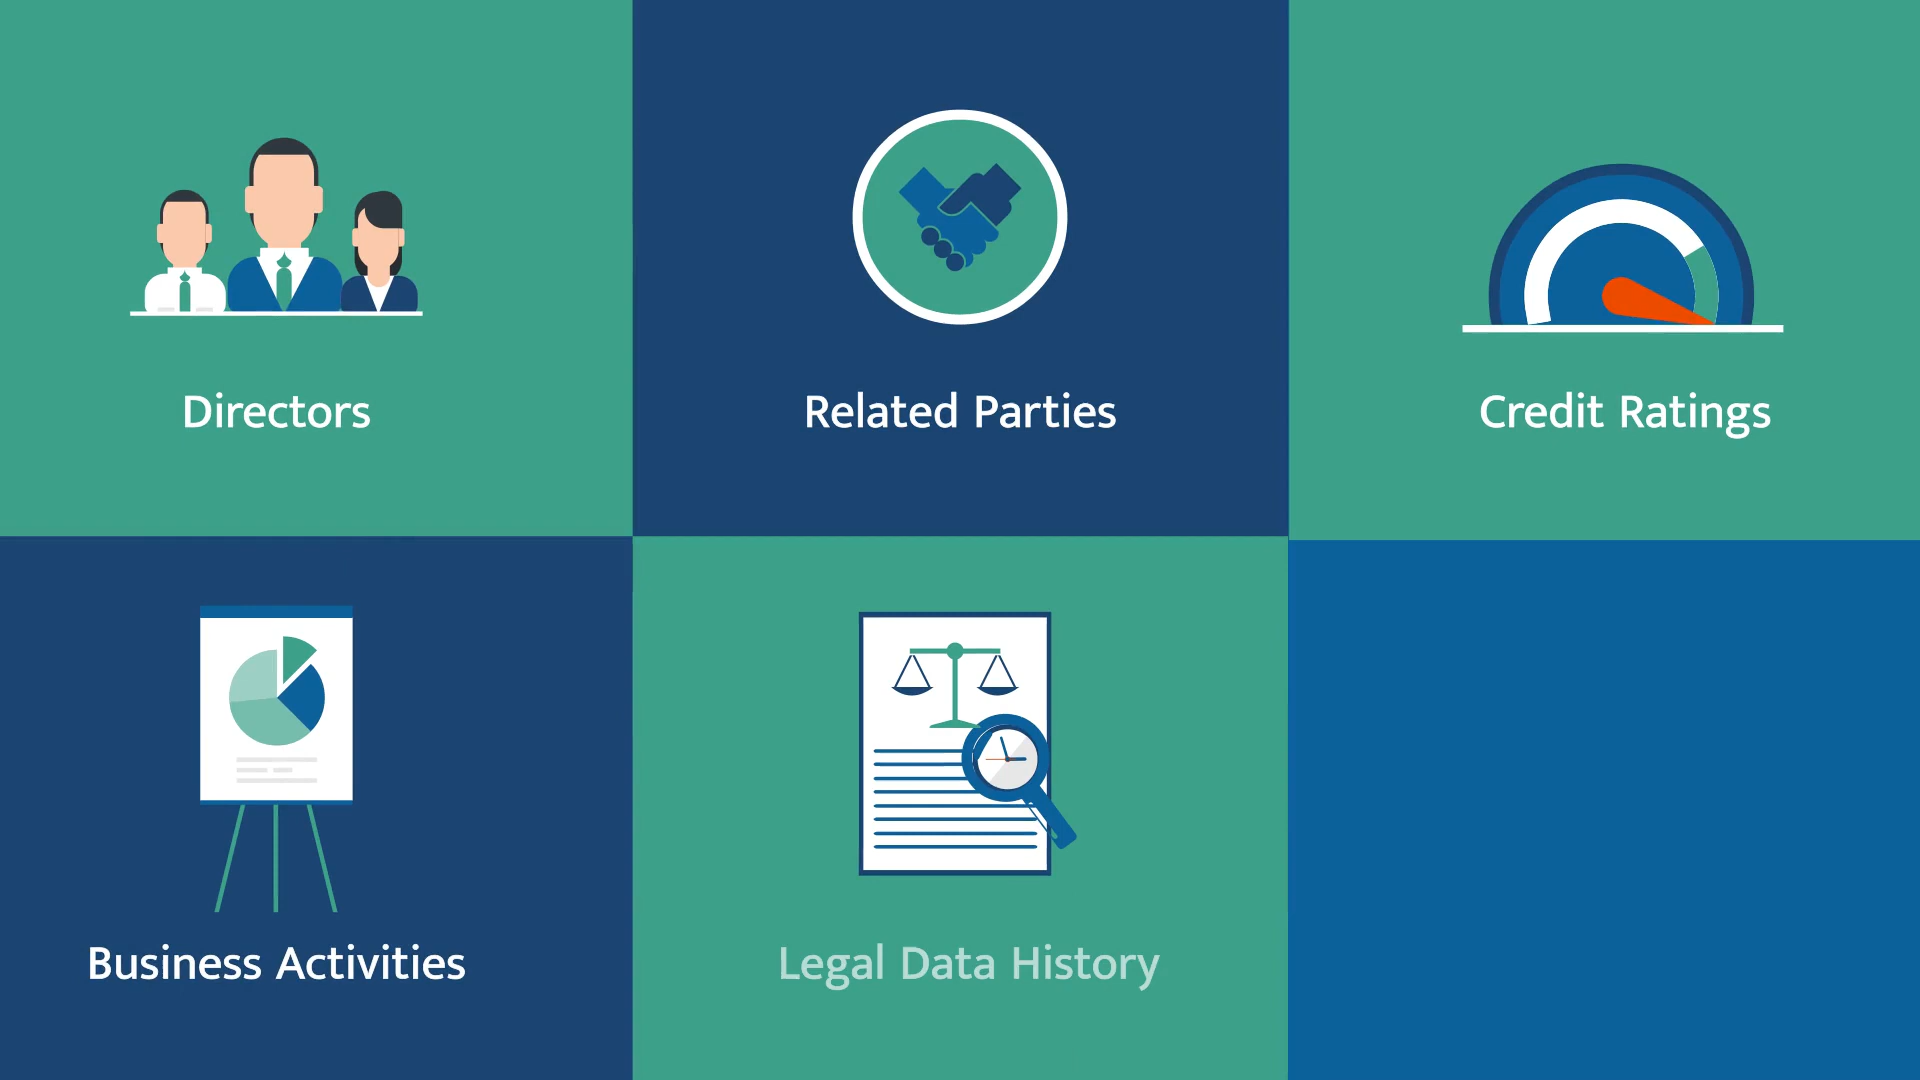 Directors
Related Parties
Credit Ratings
Business Activities
Legal Data History